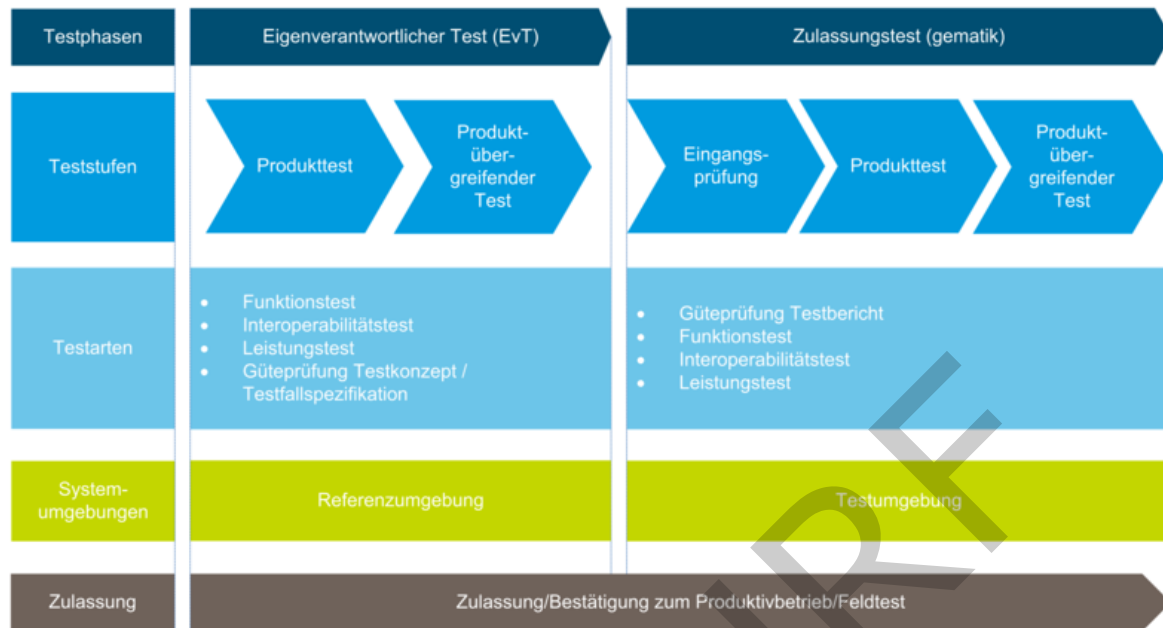 Testphasen
Eigenverantwortlicher Test (EvT)
Zulassungstest (gematik)
Teststufen
Produkttest
Produkt-
über-
greifender
Test
Eingangs-
prüfung
Produkttest
Produkt-
über-
greifender
Test
Testarten
• Funktionstest
• Interoperabilitätstest
• Leistungstest
• Güteprüfung Testkonzept /
Testfallspezifikation
• Güteprüfung Testbericht
• Funktionstest
• Interoperabilitätstest
• Leistungstest
System-
umgebungen
Referenzumgebung
Testumgebung
Zulassung
Zulassung/Bestätigung zum Produktivbetrieb/Feldtest